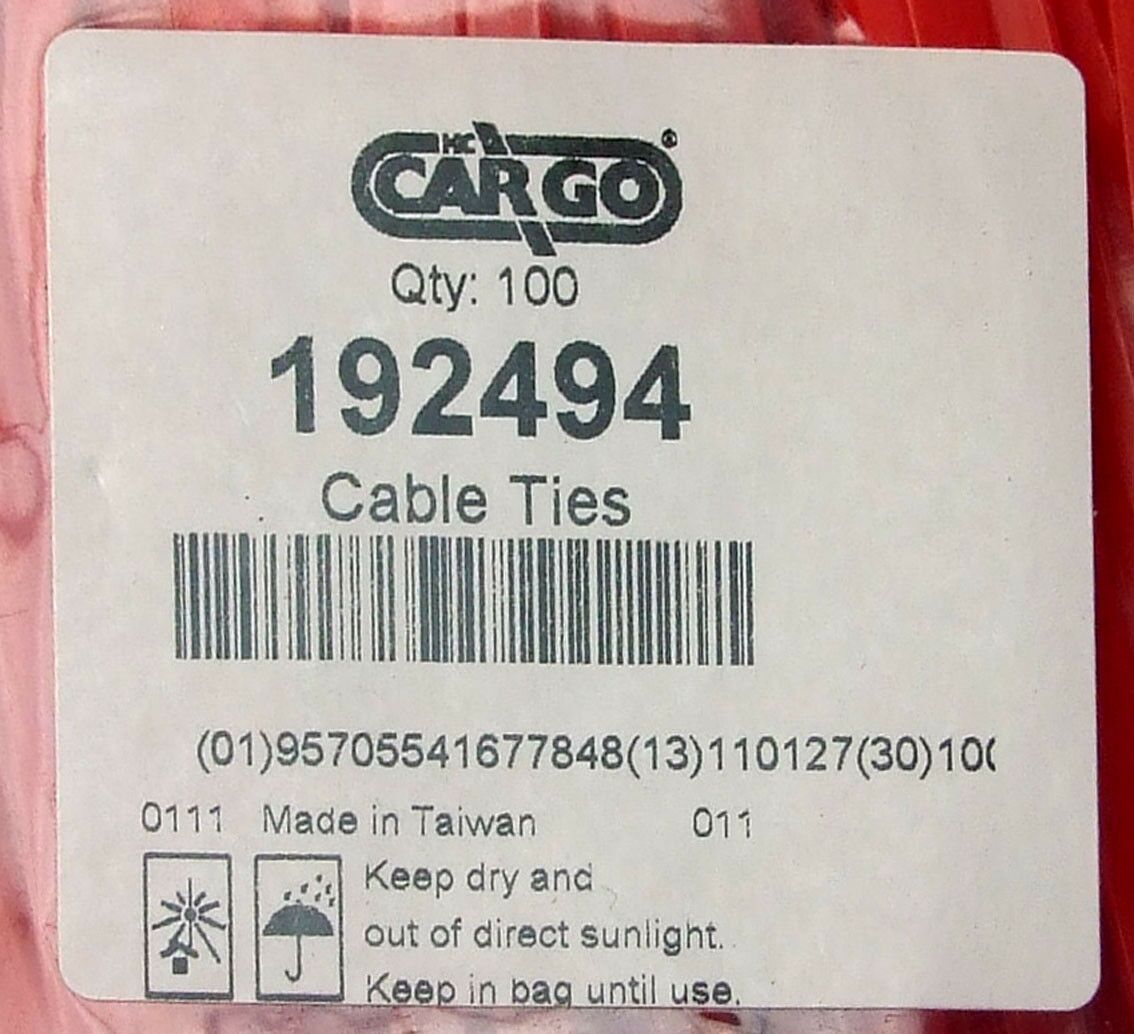 HC
CARGO®
Qty: 100
192494
Cable Ties
(01)95705541677848(13)110127(30)10
0111 Made in Taiwan 011
Keep dry and
out of direct sunlight.
Keep in bag until use.